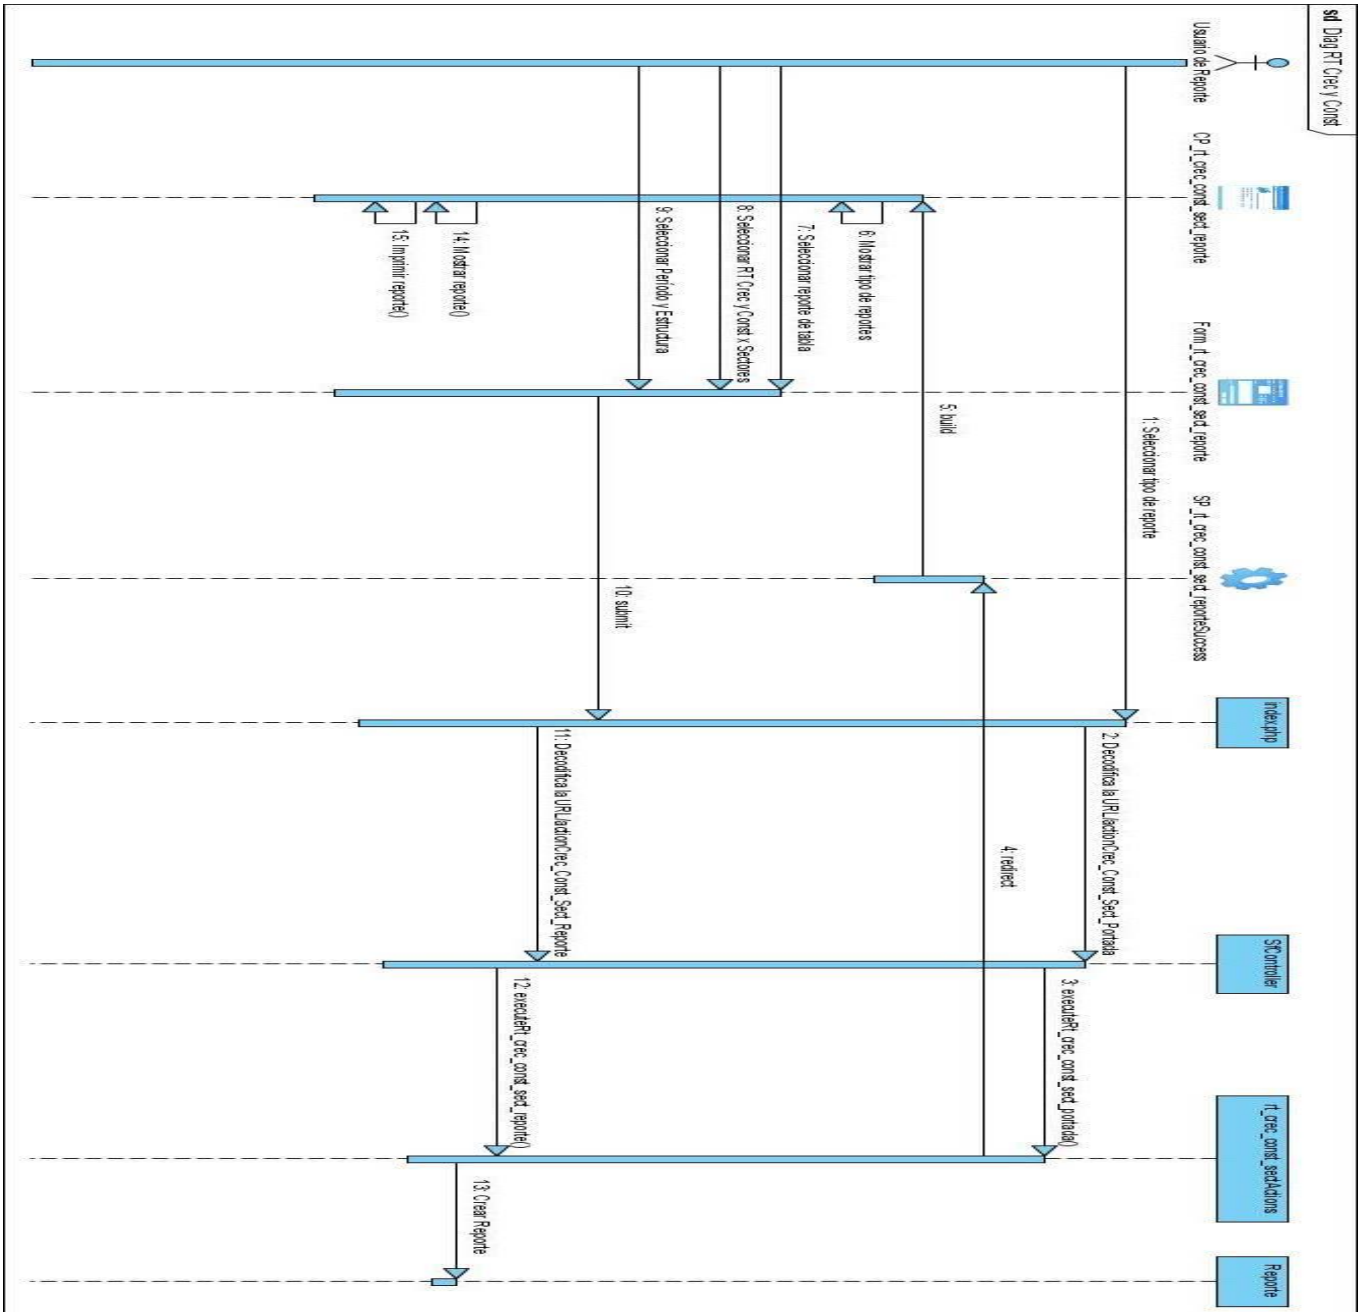 sd Diag RT Crec y Const
Usuario de Reporte
CP_rt_crec_const_sect_reporte
Form_rt_crec_const_sect_reporte
SP_rt_crec_const_sect_reporteSuccess
index.php
SfController
rt_crec_const_sectActions
Reporte
1: Seleccionar tipo de reporte
2: Decodifica la URL/actionCrec_Const_Sect_Portada
3: executeRt_crec_const_sect_portada()
4: redirect
5: build
6: Mostrar tipo de reportes
7: Seleccionar reporte de tabla
8: Seleccionar RT Crec y Const x Sectores
9: Seleccionar Período y Estructura
10: submit
11: Decodifica la URL/actionCrec_Const_Sect_Reporte
12: executeRt_crec_const_sect_reporte()
13: Crear Reporte
14: Mostrar reporte()
15: Imprimir reporte()